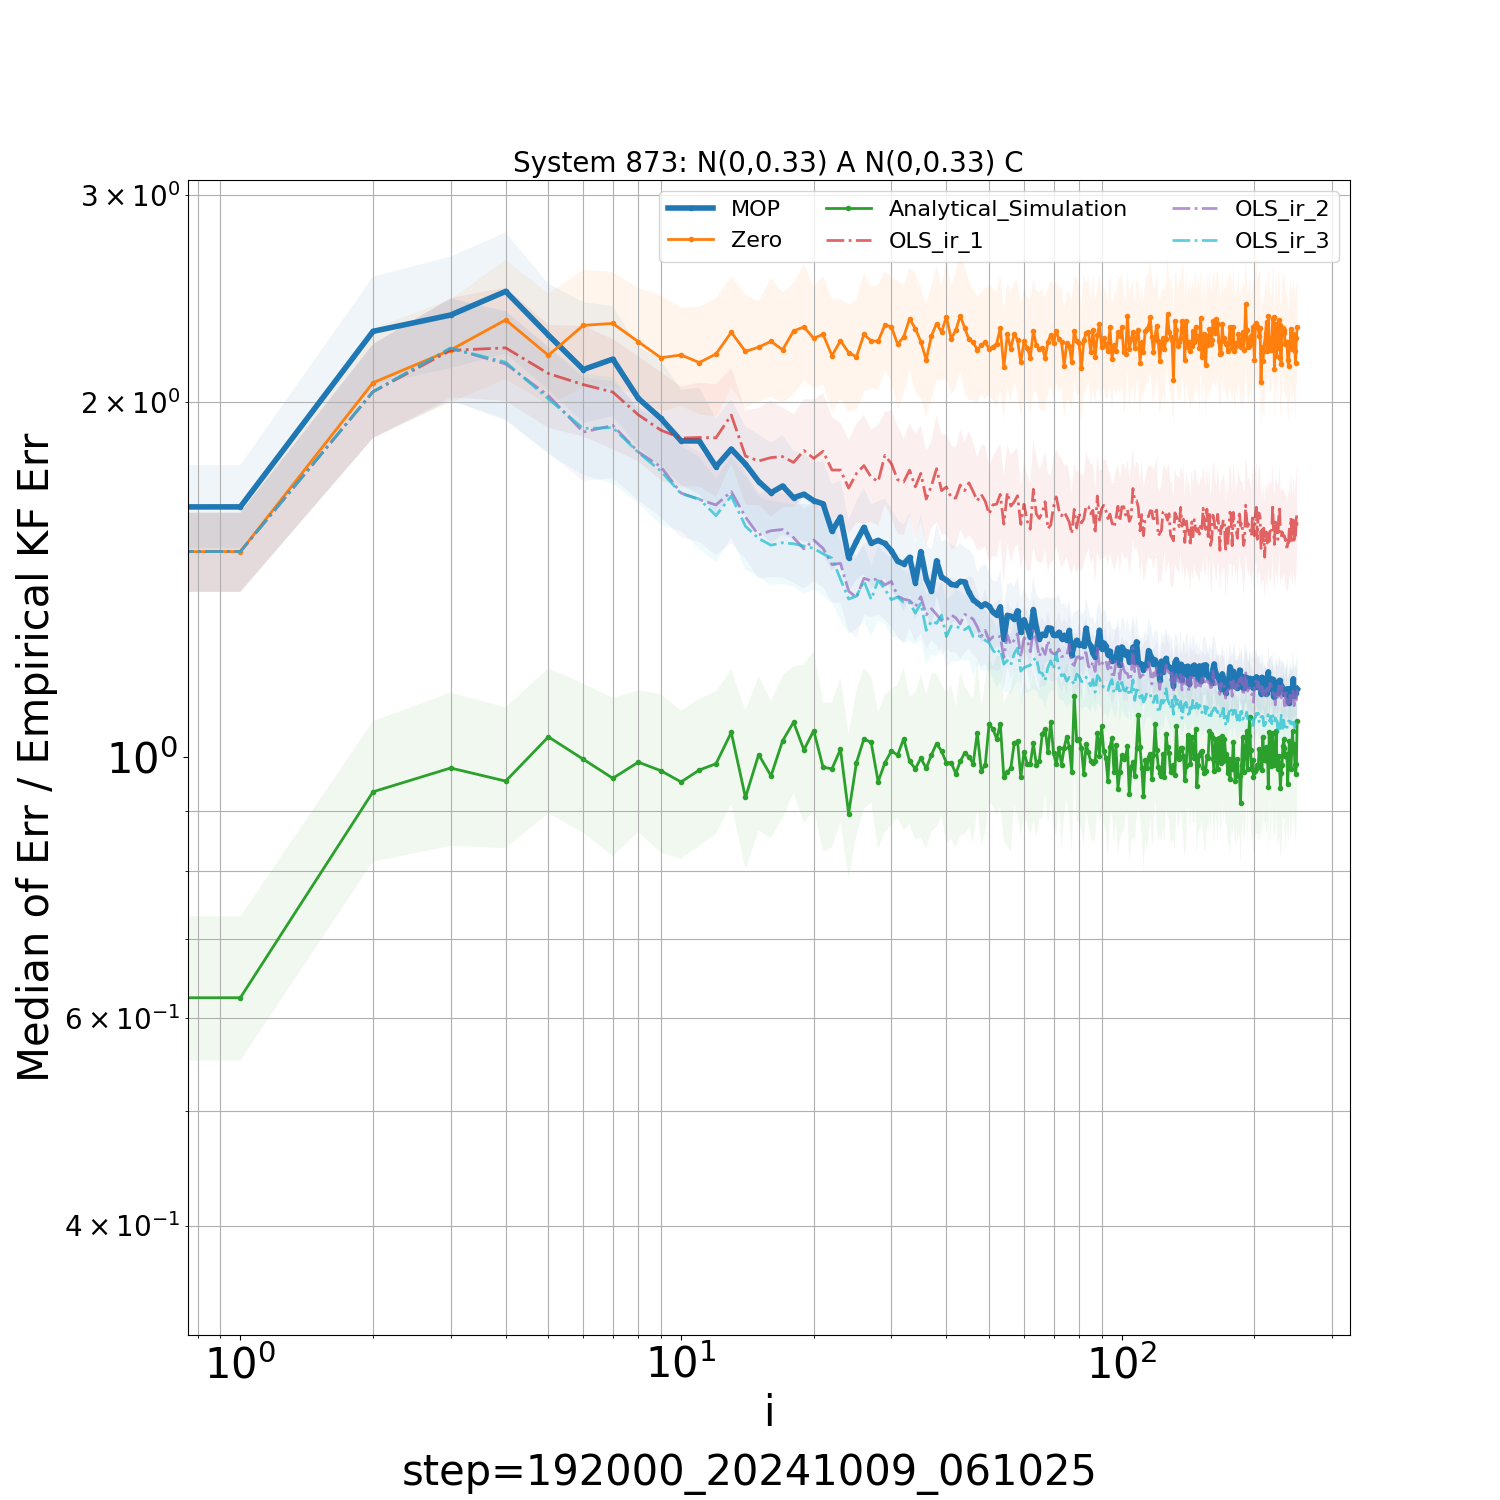 System 873: N(0,0.33) A N(0,0.33) C
MOP
Zero
Analytical_Simulation
OLS_ir_1
OLS_ir_2
OLS_ir_3
Median of Err / Empirical KF Err
3 × 10⁰
2 × 10⁰
10⁰
6 × 10⁻¹
4 × 10⁻¹
10⁰ 10¹ 10²
i
step=192000_20241009_061025